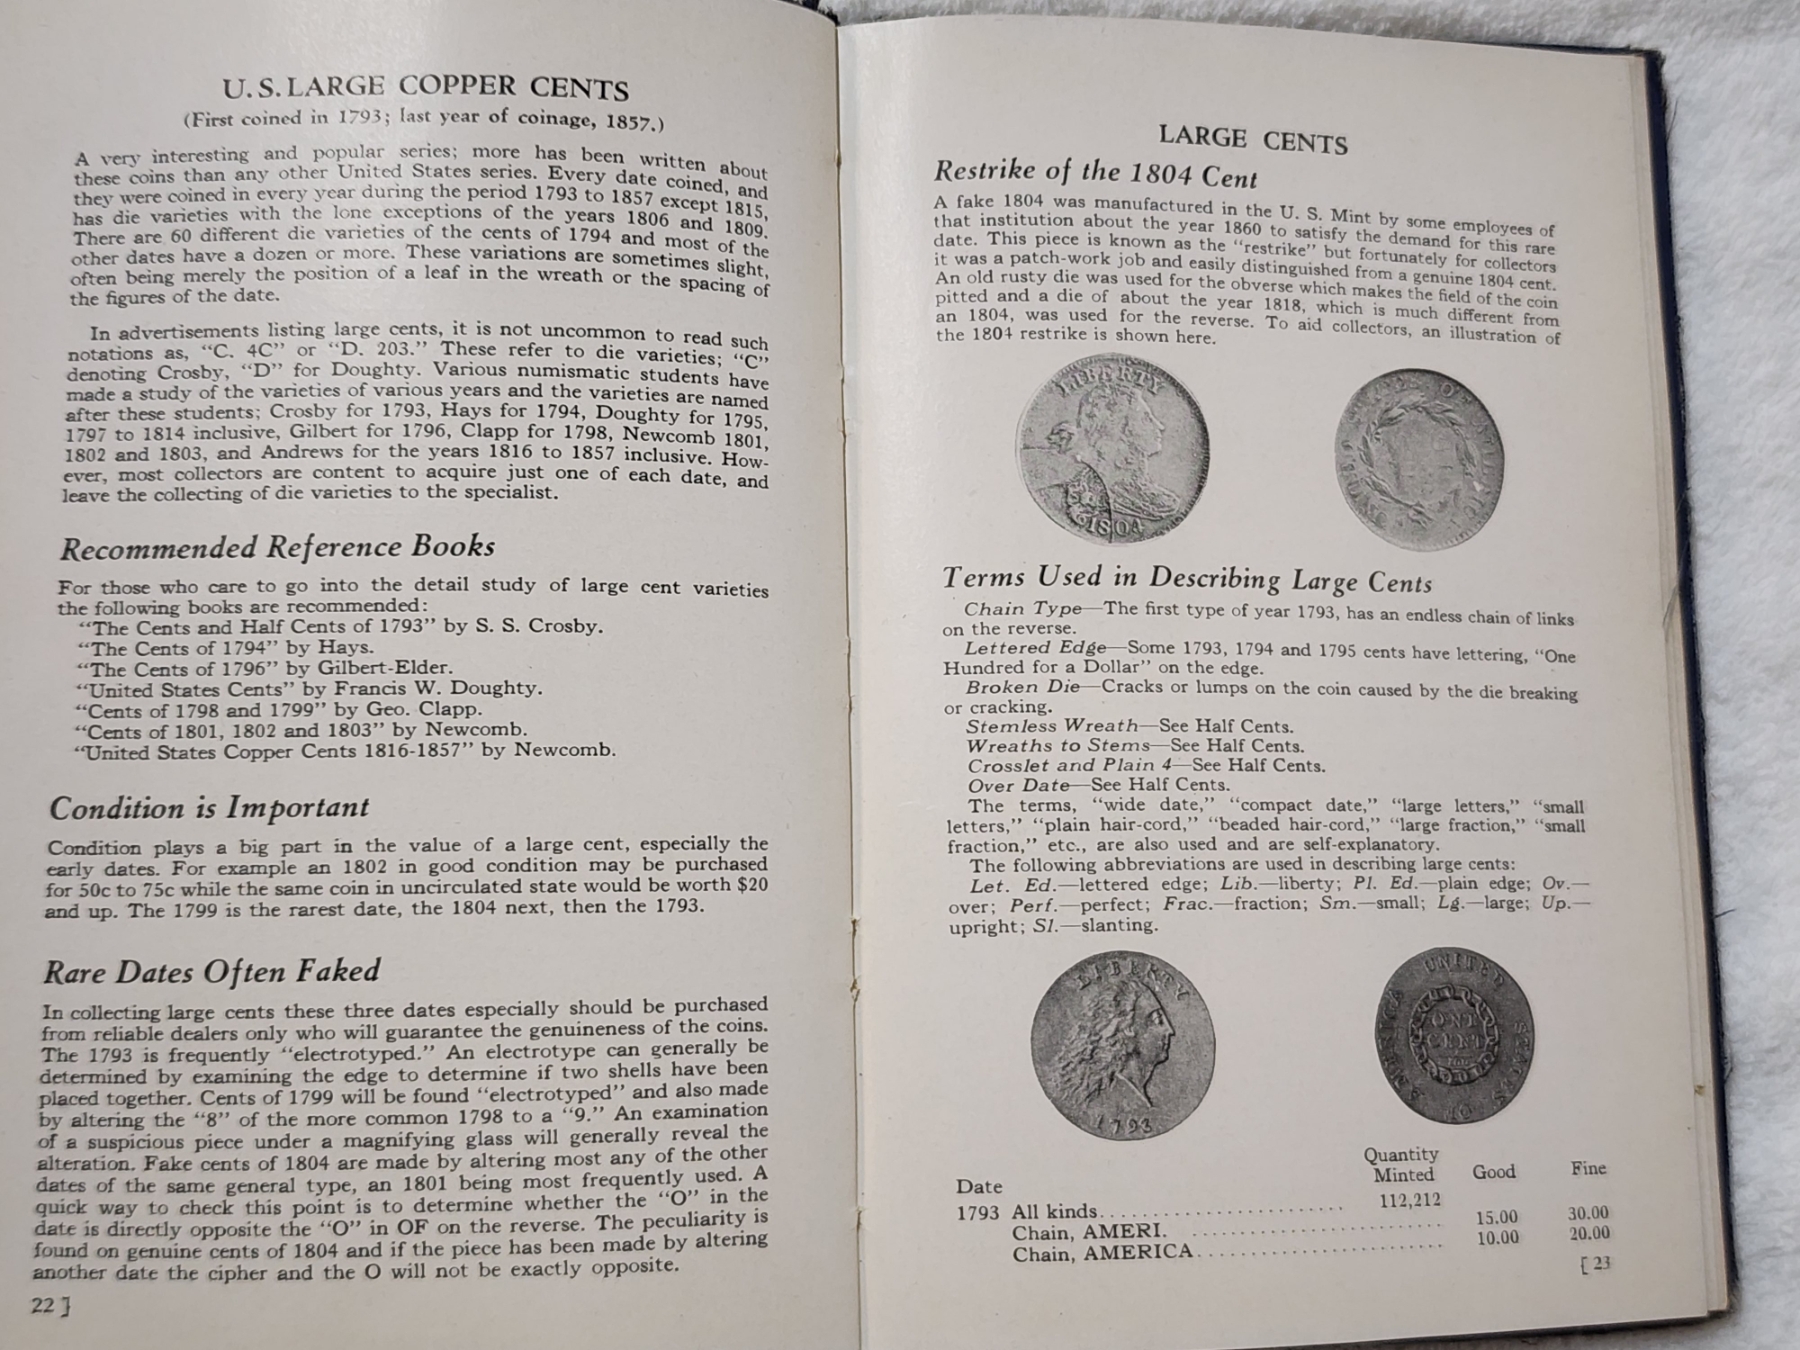 U. S. LARGE COPPER CENTS
(First coined in 1793; last year of coinage, 1857.)
A very interesting and popular series; more has been written about
these coins than any other United States series. Every date coined, and
they were coined in every year during the period 1793 to 1857 except 1815,
has die varieties with the lone exceptions of the years 1806 and 1809.
There are 60 different die varieties of the cents of 1794 and most of the
other dates have a dozen or more. These variations are sometimes slight,
often being merely the position of a leaf in the wreath or the spacing of
the figures of the date.
In advertisements listing large cents, it is not uncommon to read such
notations as, “C. 4C” or “D. 203.” These refer to die varieties; “C”
denoting Crosby, “D” for Doughty. Various numismatic students have
made a study of the varieties of various years and the varieties are named
after these students; Crosby for 1793, Hays for 1794, Doughty for 1795,
1797 to 1814 inclusive, Gilbert for 1796, Clapp for 1798, Newcomb 1801,
1802 and 1803, and Andrews for the years 1816 to 1857 inclusive. How-
ever, most collectors are content to acquire just one of each date, and
leave the collecting of die varieties to the specialist.
Recommended Reference Books
For those who care to go into the detail study of large cent varieties
the following books are recommended:
“The Cents and Half Cents of 1793” by S. S. Crosby.
“The Cents of 1794” by Hays.
“The Cents of 1796” by Gilbert-Elder.
“United States Cents” by Francis W. Doughty.
“Cents of 1798 and 1799” by Geo. Clapp.
“Cents of 1801, 1802 and 1803” by Newcomb.
“United States Copper Cents 1816-1857” by Newcomb.
Condition is Important
Condition plays a big part in the value of a large cent, especially the
early dates. For example an 1802 in good condition may be purchased
for 50c to 75c while the same coin in uncirculated state would be worth $20
and up. The 1799 is the rarest date, the 1804 next, then the 1793.
Rare Dates Often Faked
In collecting large cents these three dates especially should be purchased
from reliable dealers only who will guarantee the genuineness of the coins.
The 1793 is frequently “electrotyped.” An electrotype can generally be
determined by examining the edge to determine if two shells have been
placed together. Cents of 1799 will be found “electrotyped” and also made
by altering the “8” of the more common 1798 to a “9.” An examination
of a suspicious piece under a magnifying glass will generally reveal the
alteration. Fake cents of 1804 are made by altering most any of the other
dates of the same general type, an 1801 being most frequently used. A
quick way to check this point is to determine whether the “O” in the
date is directly opposite the “O” in OF on the reverse. The peculiarity is
found on genuine cents of 1804 and if the piece has been made by altering
another date the cipher and the O will not be exactly opposite.
22 ]
LARGE CENTS
Restrike of the 1804 Cent
A fake 1804 was manufactured in the U. S. Mint by some employees of
that institution about the year 1860 to satisfy the demand for this rare
date. This piece is known as the “restrike” but fortunately for collectors
it was a patch-work job and easily distinguished from a genuine 1804 cent.
An old rusty die was used for the obverse which makes the field of the coin
pitted and a die of about the year 1818, which is much different from
an 1804, was used for the reverse. To aid collectors, an illustration of
the 1804 restrike is shown here.
LIBERTY
1804
Terms Used in Describing Large Cents
Chain Type—The first type of year 1793, has an endless chain of links
on the reverse.
Lettered Edge—Some 1793, 1794 and 1795 cents have lettering, “One
Hundred for a Dollar” on the edge.
Broken Die—Cracks or lumps on the coin caused by the die breaking
or cracking.
Stemless Wreath—See Half Cents.
Wreaths to Stems—See Half Cents.
Crosslet and Plain 4—See Half Cents.
Over Date—See Half Cents.
The terms, “wide date,” “compact date,” “large letters,” “small
letters,” “plain hair-cord,” “beaded hair-cord,” “large fraction,” “small
fraction,” etc., are also used and are self-explanatory.
The following abbreviations are used in describing large cents:
Let. Ed.—lettered edge; Lib.—liberty; Pl. Ed.—plain edge; Ov.—
over; Perf.—perfect; Frac.—fraction; Sm.—small; Lg.—large; Up.—
upright; Sl.—slanting.
LIBERTY
1793
UNITED STATES OF AMERICA
ONE
CENT
Date Quantity Minted Good Fine
1793 All kinds........................ 112,212
Chain, AMERI. ........................ 15.00 30.00
Chain, AMERICA........................ 10.00 20.00
[ 23